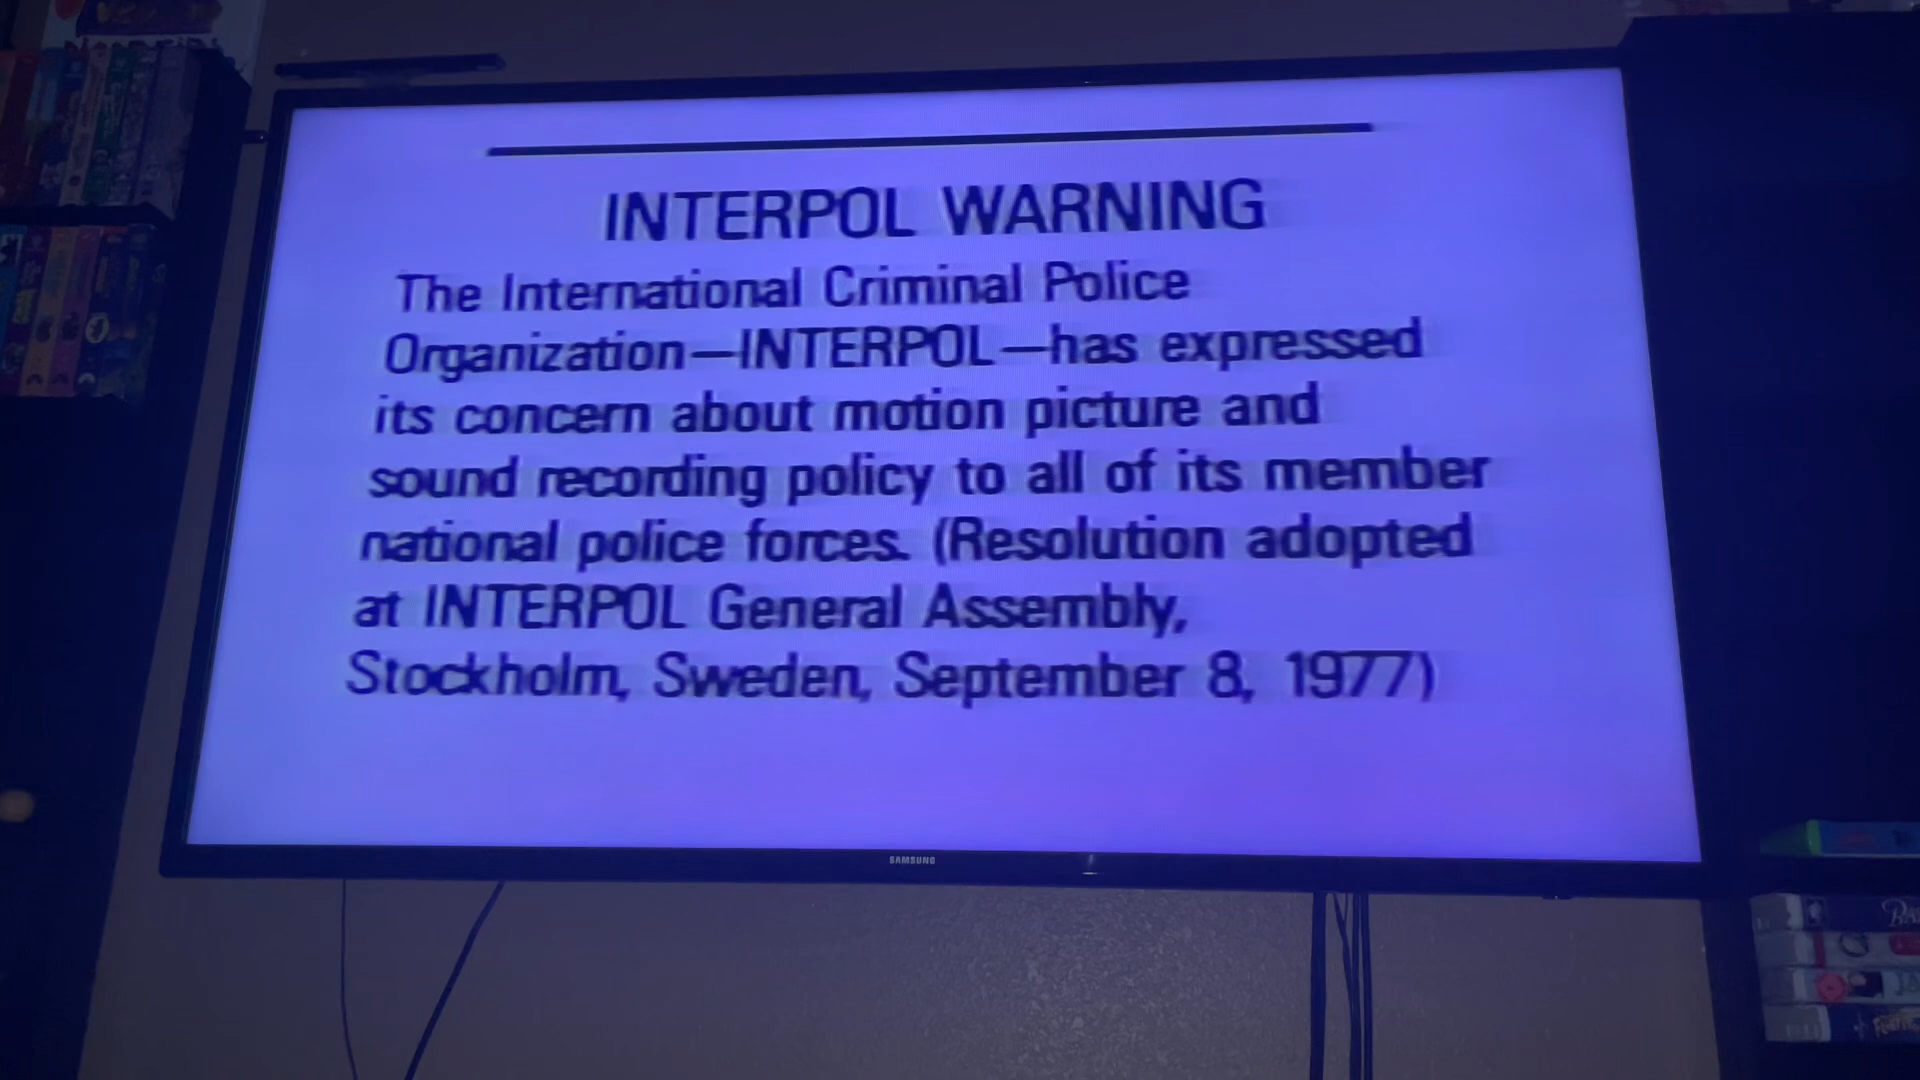 INTERPOL WARNING
The International Criminal Police
Organization—INTERPOL—has expressed
its concern about motion picture and
sound recording policy to all of its member
national police forces. (Resolution adopted
at INTERPOL General Assembly,
Stockholm, Sweden, September 8, 1977)
SAMSUNG